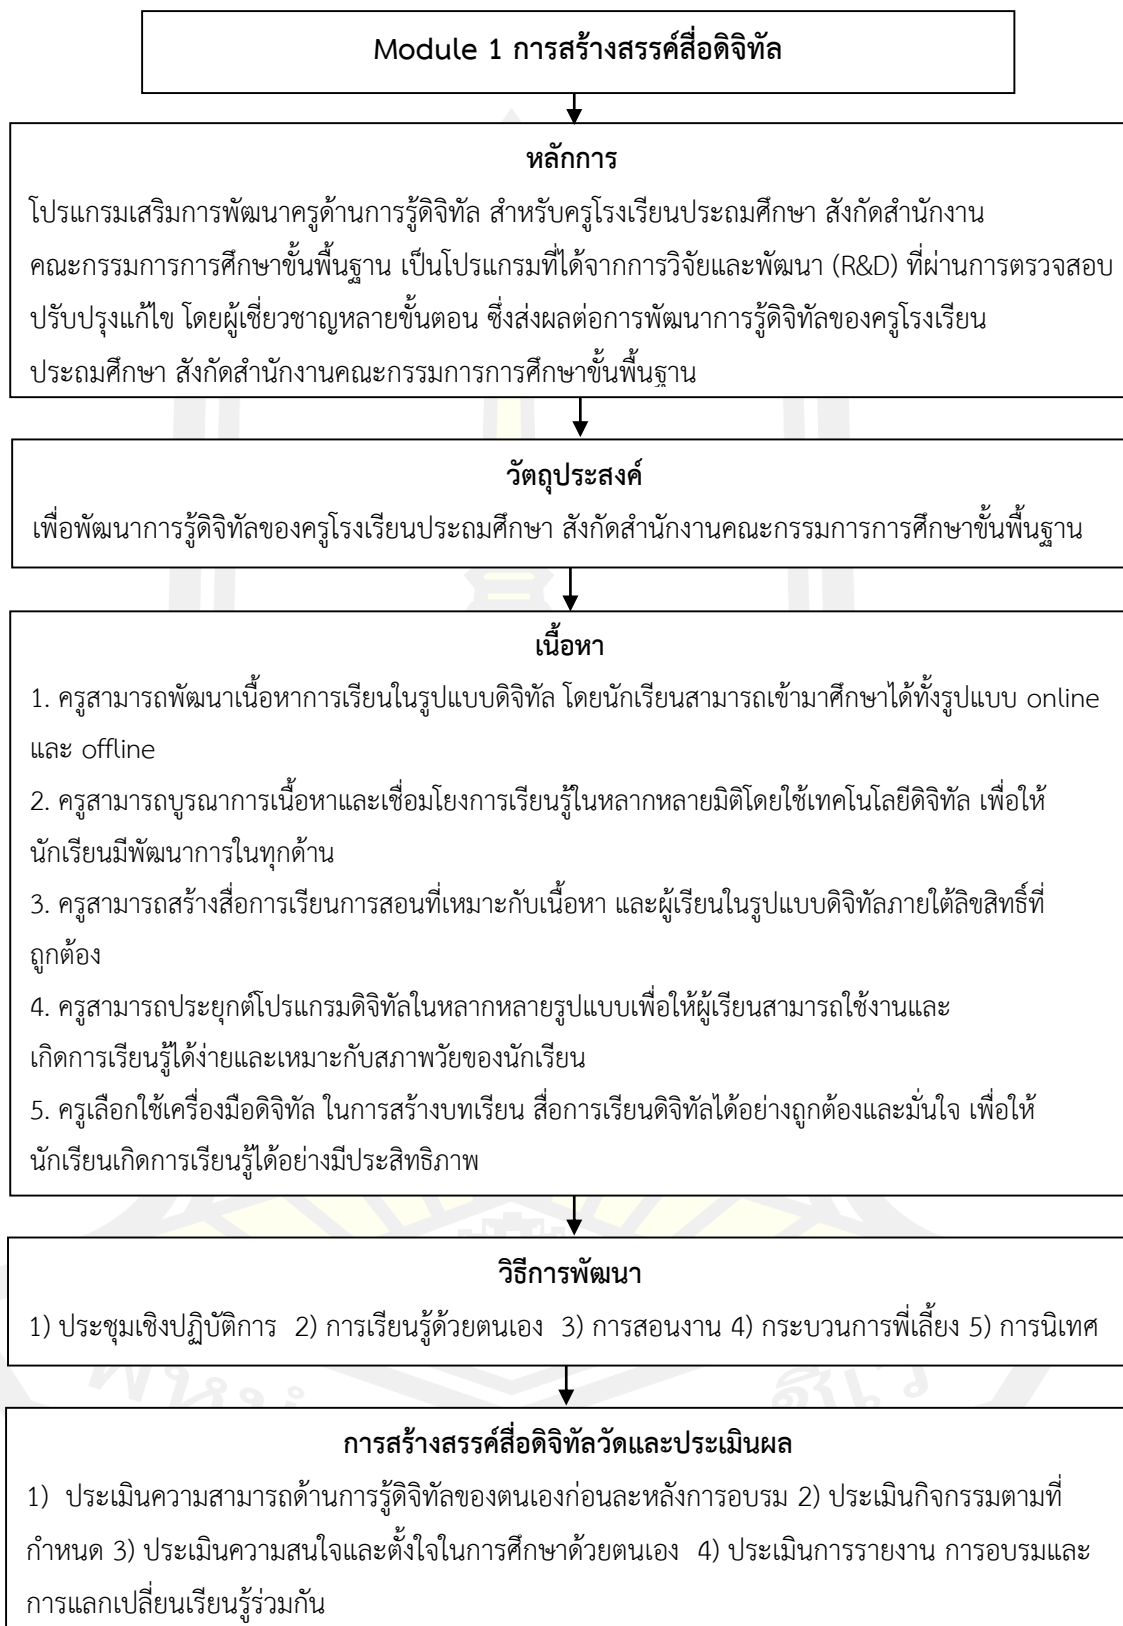 Module 1 การสร้างสรรค์สื่อดิจิทัล
หลักการ
โปรแกรมเสริมการพัฒนาครูด้านการรู้ดิจิทัล สำหรับครูโรงเรียนประถมศึกษา สังกัดสำนักงาน
คณะกรรมการการศึกษาขั้นพื้นฐาน เป็นโปรแกรมที่ได้จากการวิจัยและพัฒนา (R&D) ที่ผ่านการตรวจสอบ
ปรับปรุงแก้ไข โดยผู้เชี่ยวชาญหลายขั้นตอน ซึ่งส่งผลต่อการพัฒนาการรู้ดิจิทัลของครูโรงเรียน
ประถมศึกษา สังกัดสำนักงานคณะกรรมการการศึกษาขั้นพื้นฐาน
วัตถุประสงค์
เพื่อพัฒนาการรู้ดิจิทัลของครูโรงเรียนประถมศึกษา สังกัดสำนักงานคณะกรรมการการศึกษาขั้นพื้นฐาน
เนื้อหา
1. ครูสามารถพัฒนาเนื้อหาการเรียนในรูปแบบดิจิทัล โดยนักเรียนสามารถเข้ามาศึกษาได้ทั้งรูปแบบ online
และ offline
2. ครูสามารถบูรณาการเนื้อหาและเชื่อมโยงการเรียนรู้ในหลากหลายมิติโดยใช้เทคโนโลยีดิจิทัล เพื่อให้
นักเรียนมีพัฒนาการในทุกด้าน
3. ครูสามารถสร้างสื่อการเรียนการสอนที่เหมาะกับเนื้อหา และผู้เรียนในรูปแบบดิจิทัลภายใต้ลิขสิทธิ์ที่
ถูกต้อง
4. ครูสามารถประยุกต์โปรแกรมดิจิทัลในหลากหลายรูปแบบเพื่อให้ผู้เรียนสามารถใช้งานและ
เกิดการเรียนรู้ได้ง่ายและเหมาะกับสภาพวัยของนักเรียน
5. ครูเลือกใช้เครื่องมือดิจิทัล ในการสร้างบทเรียน สื่อการเรียนดิจิทัลได้อย่างถูกต้องและมั่นใจ เพื่อให้
นักเรียนเกิดการเรียนรู้ได้อย่างมีประสิทธิภาพ
วิธีการพัฒนา
1) ประชุมเชิงปฏิบัติการ 2) การเรียนรู้ด้วยตนเอง 3) การสอนงาน 4) กระบวนการพี่เลี้ยง 5) การนิเทศ
การสร้างสรรค์สื่อดิจิทัลวัดและประเมินผล
1) ประเมินความสามารถด้านการรู้ดิจิทัลของตนเองก่อนละหลังการอบรม 2) ประเมินกิจกรรมตามที่
กำหนด 3) ประเมินความสนใจและตั้งใจในการศึกษาด้วยตนเอง 4) ประเมินการรายงาน การอบรมและ
การแลกเปลี่ยนเรียนรู้ร่วมกัน